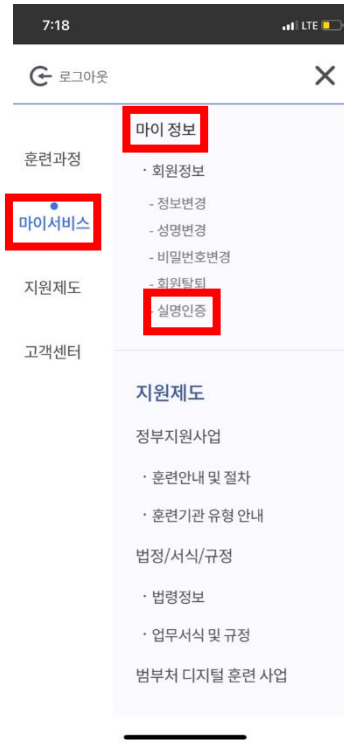 7:18
LTE
로그아웃
훈련과정
마이서비스
지원제도
고객센터
마이 정보
· 회원정보
- 정보변경
- 성명변경
- 비밀번호변경
- 회원탈퇴
- 실명인증
지원제도
정부지원사업
· 훈련안내 및 절차
· 훈련기관 유형 안내
법정/서식/규정
· 법령정보
· 업무서식 및 규정
범부처 디지털 훈련 사업